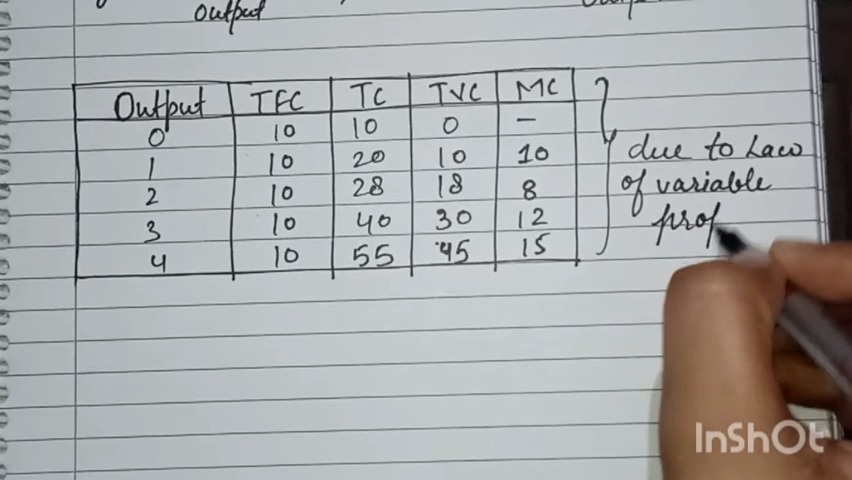 output
Output TFC TC TVC MC
0 10 10 0 -
1 10 20 10 10
2 10 28 18 8
3 10 40 30 12
4 10 55 45 15
due to Law
of variable
prop
InShOt